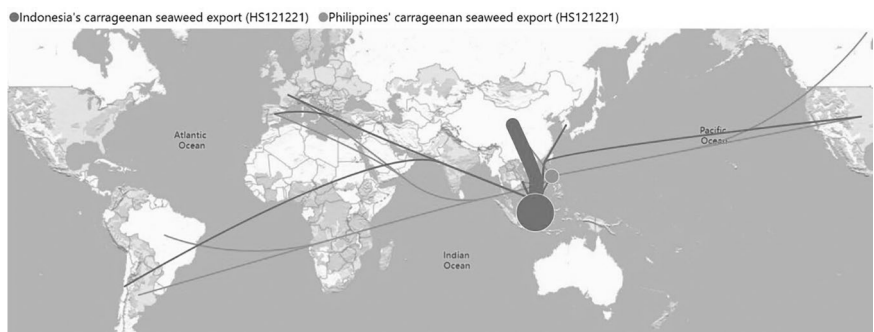 Indonesia's carrageenan seaweed export (HS121221) Philippines' carrageenan seaweed export (HS121221)
Atlantic
Ocean
Pacific
Ocean
Indian
Ocean